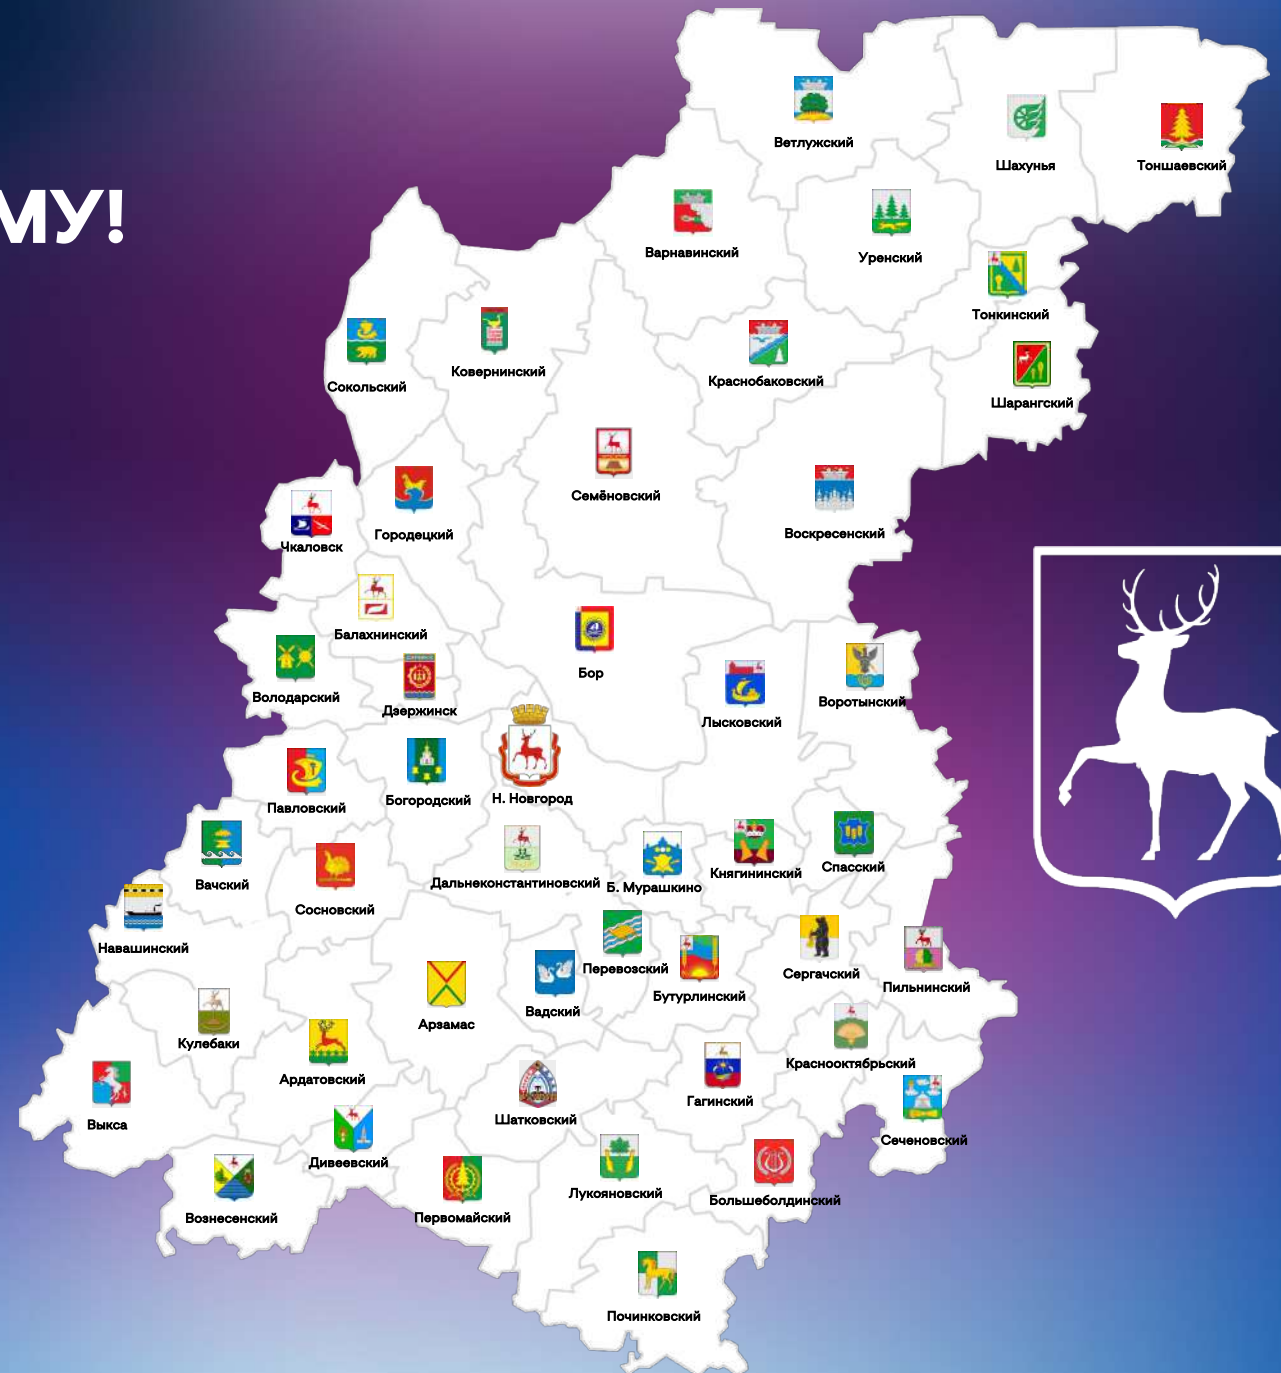 МУ!
Ветлужский
Шахунья
Тоншаевский
Варнавинский
Уренский
Тонкинский
Сокольский
Ковернинский
Краснобаковский
Шарангский
Семёновский
Воскресенский
Городецкий
Чкаловск
Балахнинский
Бор
Володарский
Дзержинск
Лысковский
Воротынский
Павловский
Богородский
Н. Новгород
Вачский
Сосновский
Дальнеконстантиновский
Б. Мурашкино
Княгининский
Спасский
Навашинский
Перевозский
Бутурлинский
Сергачский
Пильнинский
Кулебаки
Арзамас
Вадский
Ардатовский
Краснооктябрьский
Выкса
Шатковский
Гагинский
Сеченовский
Дивеевский
Вознесенский
Первомайский
Лукояновский
Большеболдинский
Починковский